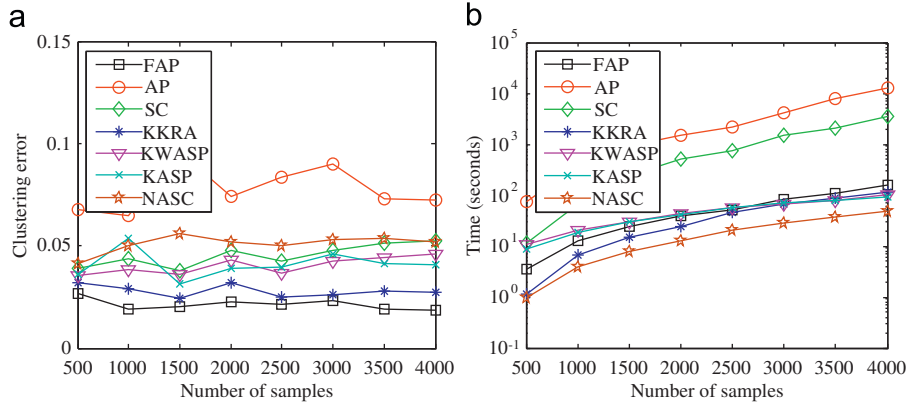 a
0.15
0.1
0.05
0
Clustering error
FAP
AP
SC
KKRA
KWASP
KASP
NASC
500 1000 1500 2000 2500 3000 3500 4000
Number of samples
b
10^5
10^4
10^3
10^2
10^1
10^0
10^-1
Time (seconds)
FAP
AP
SC
KKRA
KWASP
KASP
NASC
500 1000 1500 2000 2500 3000 3500 4000
Number of samples